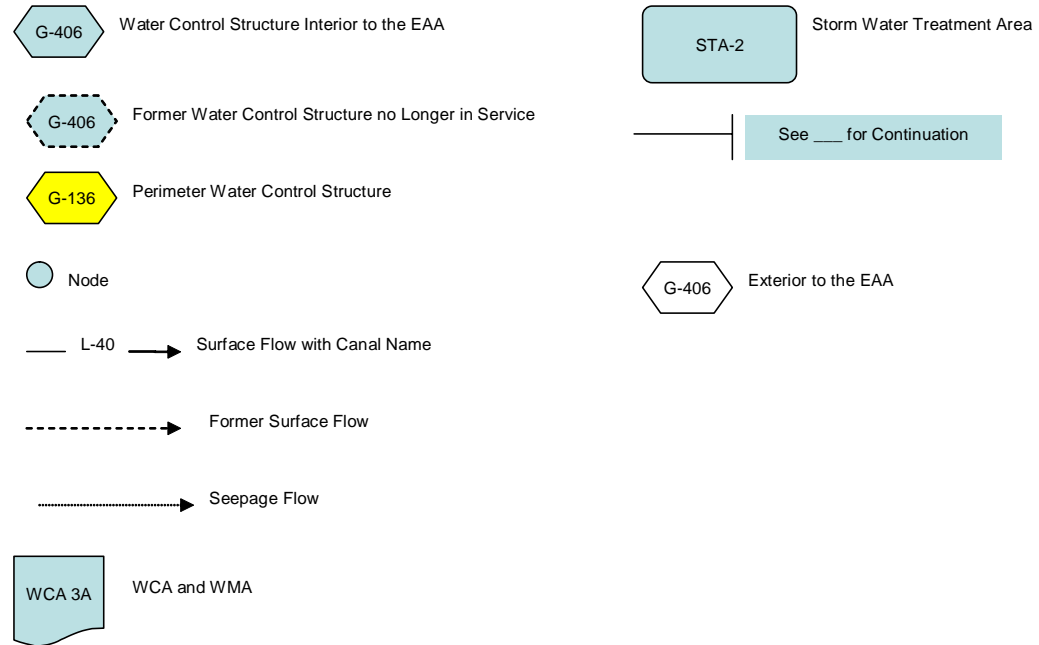 G-406 Water Control Structure Interior to the EAA
G-406 Former Water Control Structure no Longer in Service
G-136 Perimeter Water Control Structure
Node
L-40 Surface Flow with Canal Name
Former Surface Flow
Seepage Flow
WCA 3A WCA and WMA
STA-2 Storm Water Treatment Area
See ___ for Continuation
G-406 Exterior to the EAA